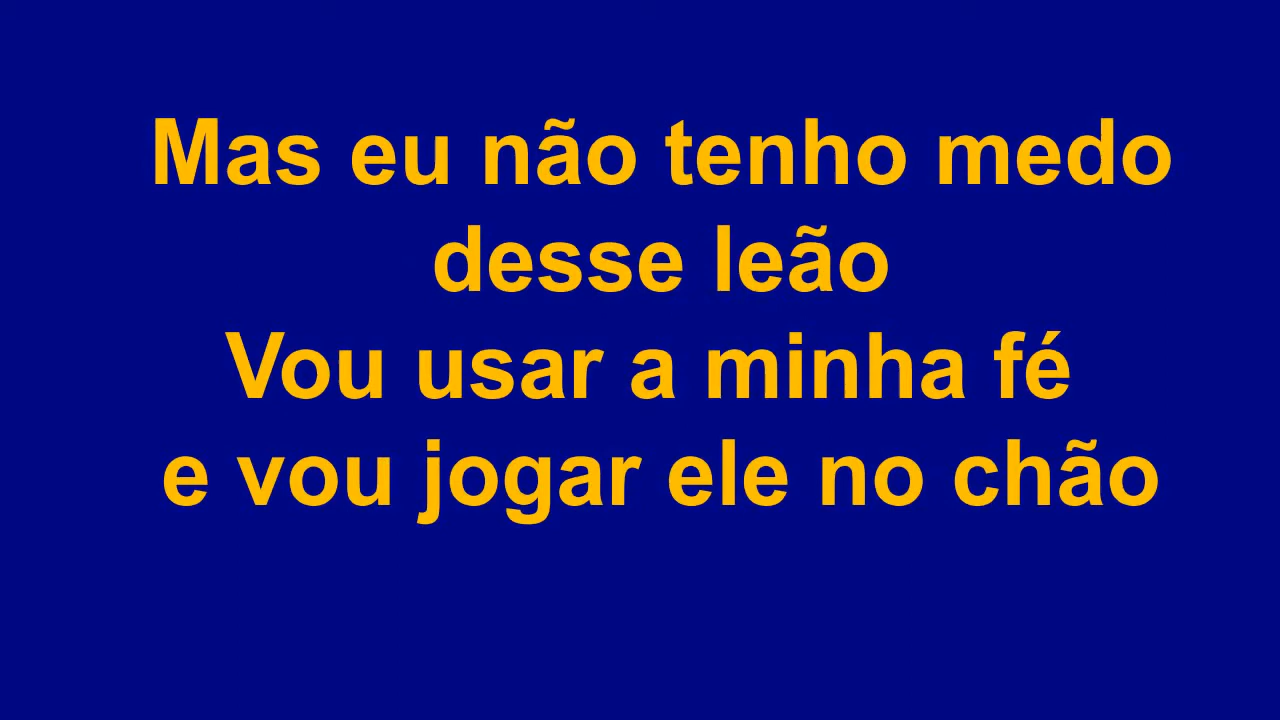 Mas eu não tenho medo
desse leão
Vou usar a minha fé
e vou jogar ele no chão